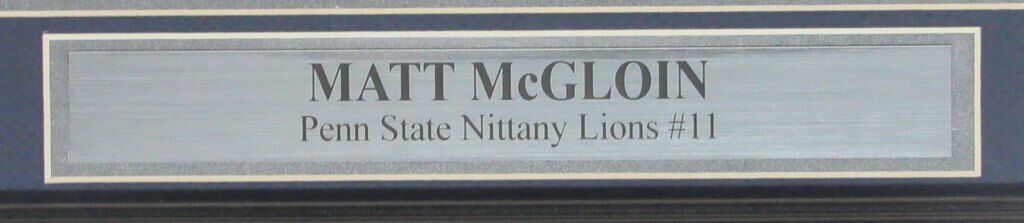 MATT McGLOIN
Penn State Nittany Lions #11